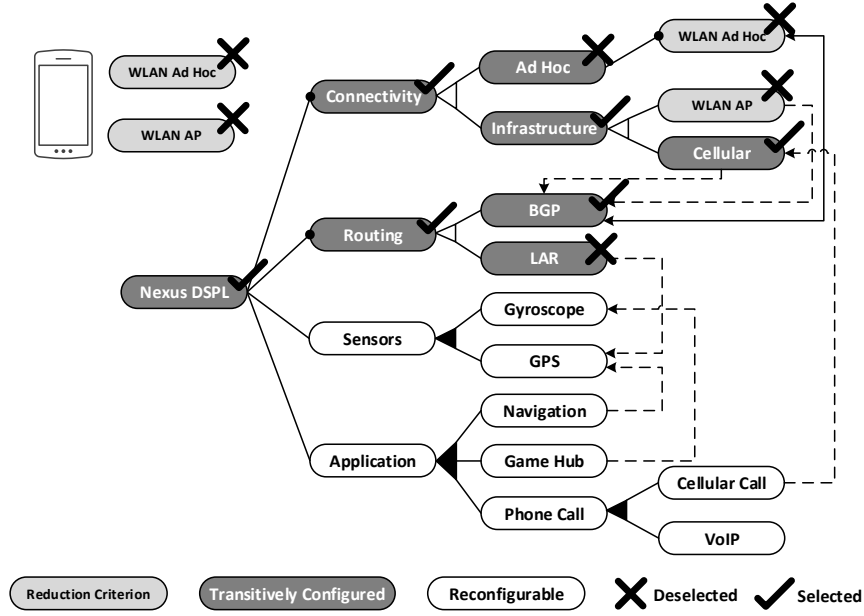 WLAN Ad Hoc
WLAN AP
Connectivity
Ad Hoc
WLAN Ad Hoc
Infrastructure
WLAN AP
Cellular
Routing
BGP
LAR
Nexus DSPL
Sensors
Gyroscope
GPS
Application
Navigation
Game Hub
Phone Call
Cellular Call
VoIP
Reduction Criterion
Transitively Configured
Reconfigurable
Deselected
Selected